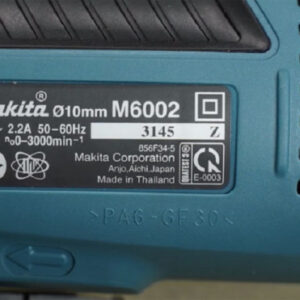 akita® Ø10mm M6002
~ 2.2A 50-60Hz 3145 Z
n₀0-3000min⁻¹
856F34-5
Makita Corporation
Anjo, Aichi, Japan
Made in Thailand
E-0003
>PA6-GF30<